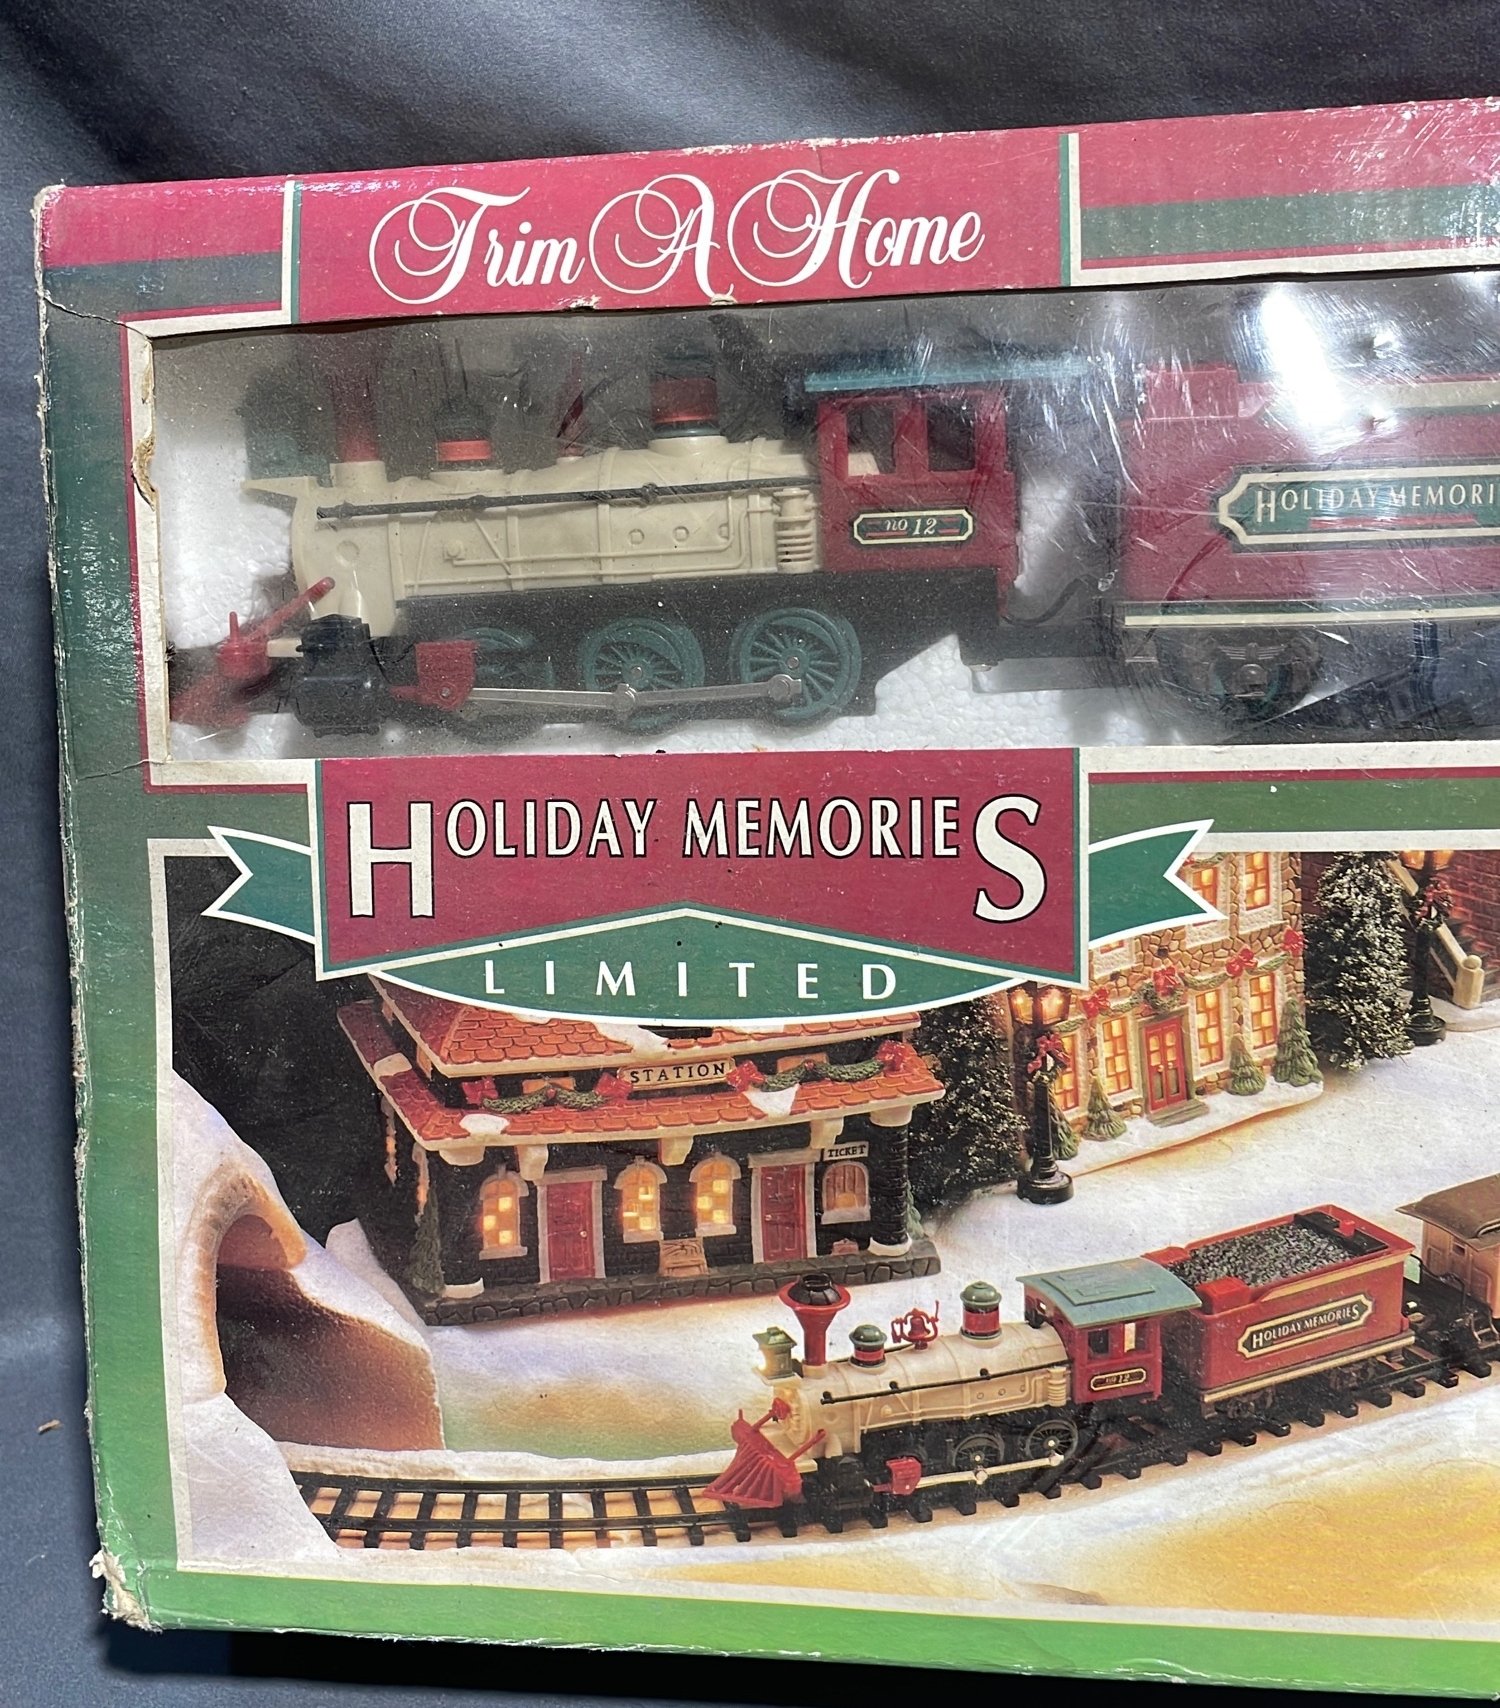 Trim A Home
no 12
HOLIDAY MEMORI
HOLIDAY MEMORIES
LIMITED
STATION
TICKET
HOLIDAY MEMORIES
no 12